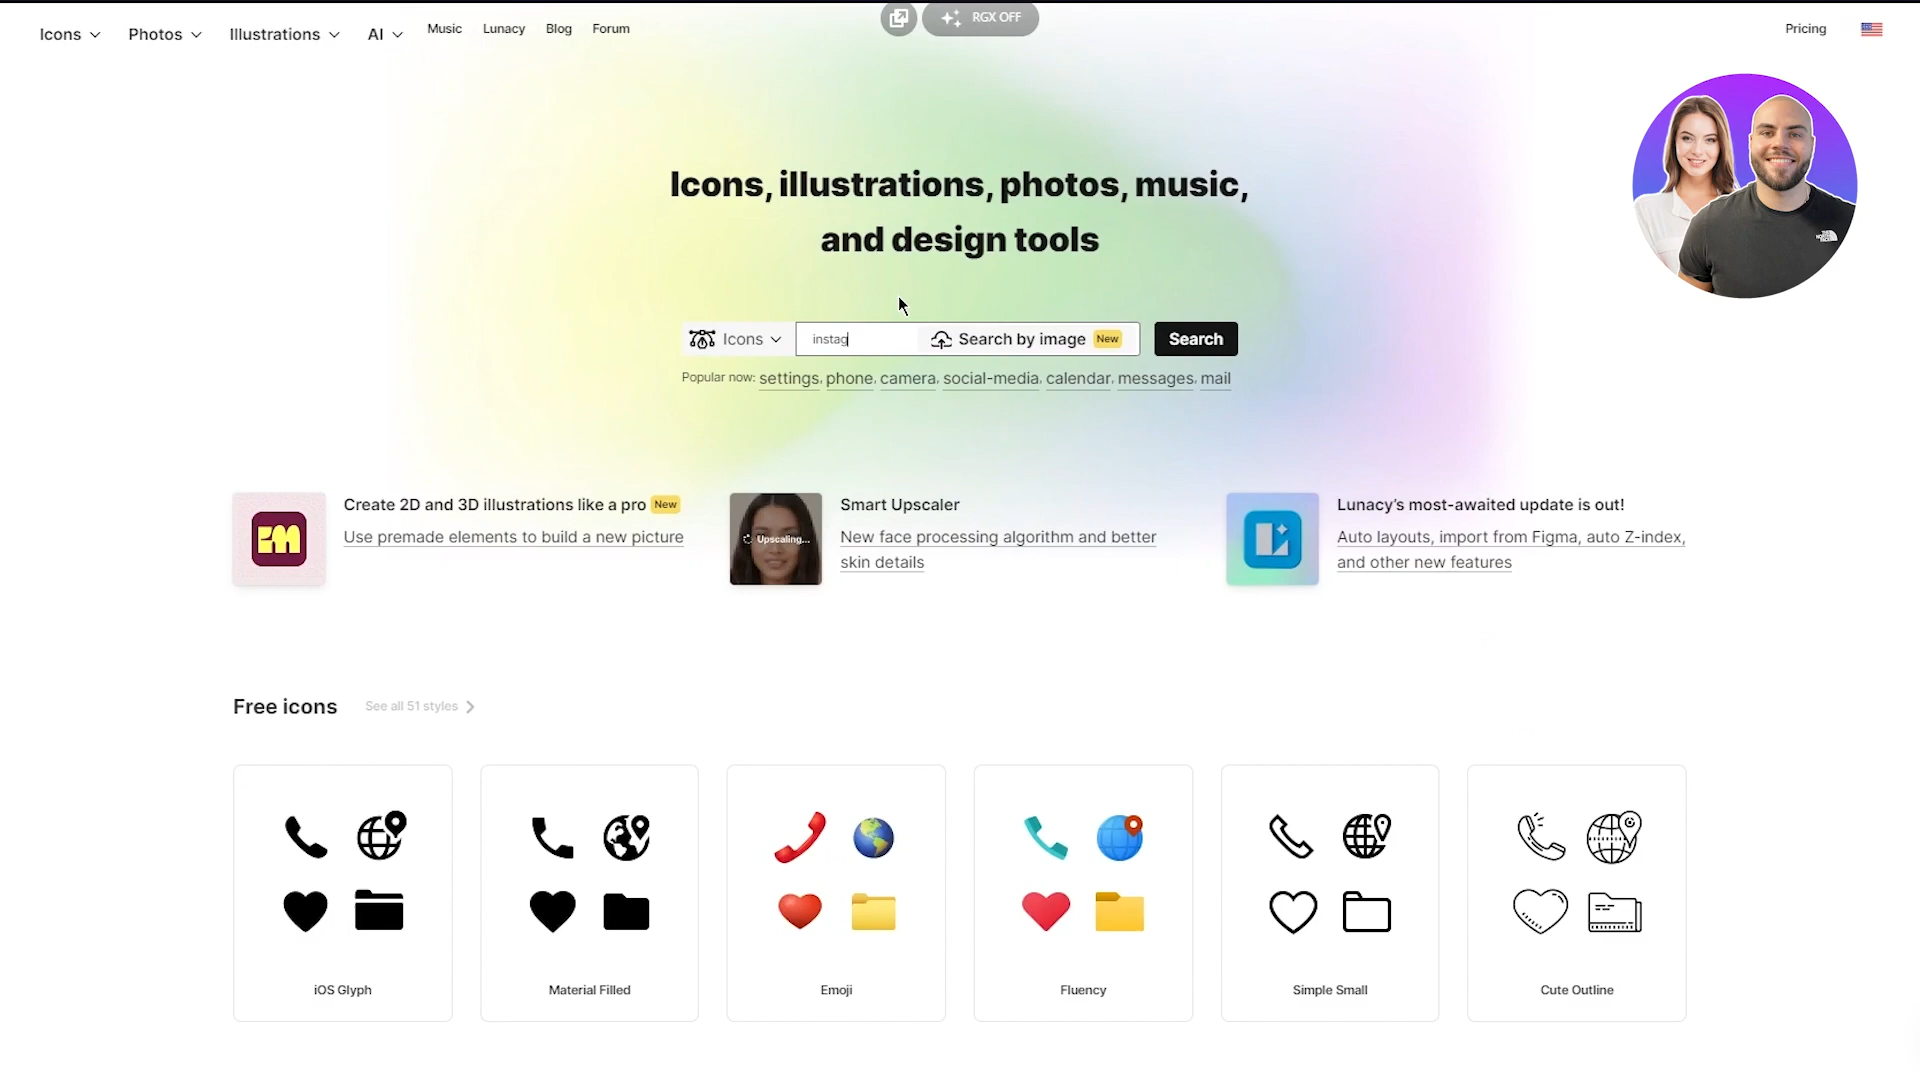 Icons
Photos
Illustrations
AI
Music
Lunacy
Blog
Forum
RGX OFF
Pricing
Icons, illustrations, photos, music,
and design tools
Icons
instag
Search by image
New
Search
Popular now: settings, phone, camera, social-media, calendar, messages, mail
Create 2D and 3D illustrations like a pro New
Use premade elements to build a new picture
Upscaling...
Smart Upscaler
New face processing algorithm and better
skin details
Lunacy's most-awaited update is out!
Auto layouts, import from Figma, auto Z-index,
and other new features
Free icons
See all 51 styles
iOS Glyph
Material Filled
Emoji
Fluency
Simple Small
Cute Outline